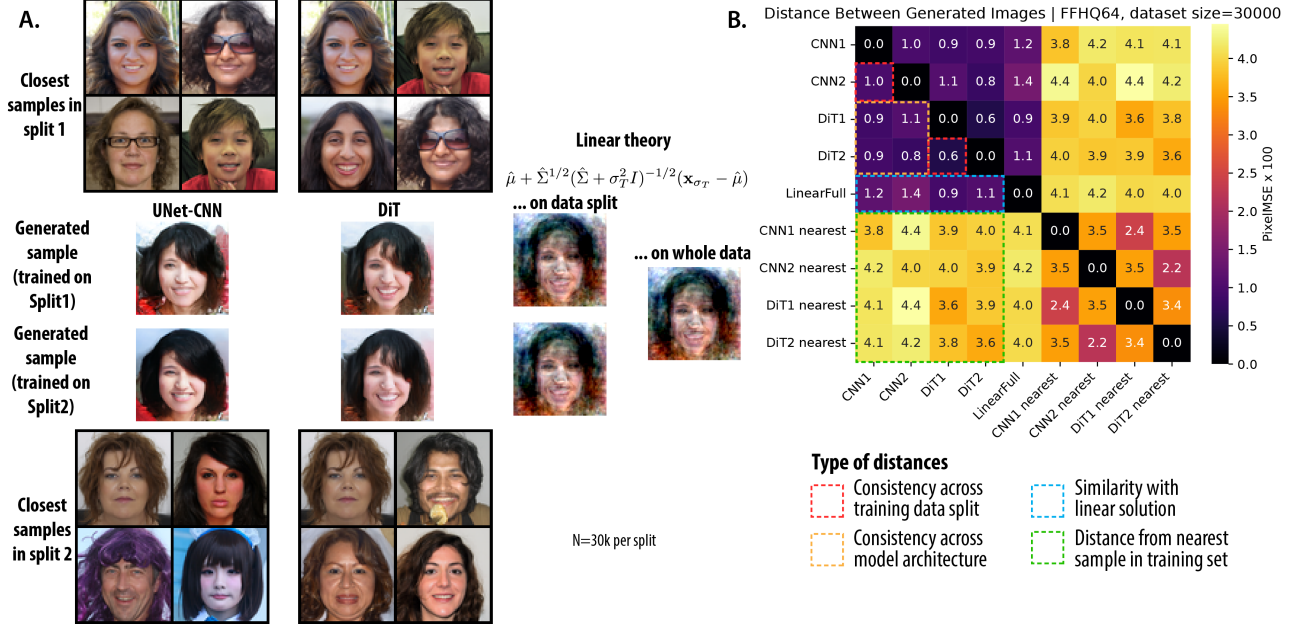 A.
Closest
samples in
split 1
Linear theory
μ̂ + Σ̂^{1/2}(Σ̂ + σ_T^2 I)^{-1/2}(x_{σ_T} − μ̂)
UNet-CNN
DiT
... on data split
... on whole data
Generated
sample
(trained on
Split1)
Generated
sample
(trained on
Split2)
Closest
samples
in split 2
N=30k per split
B.
Distance Between Generated Images | FFHQ64, dataset size=30000
CNN1 0.0 1.0 0.9 0.9 1.2 3.8 4.2 4.1 4.1
CNN2 1.0 0.0 1.1 0.8 1.4 4.4 4.0 4.4 4.2
DiT1 0.9 1.1 0.0 0.6 0.9 3.9 4.0 3.6 3.8
DiT2 0.9 0.8 0.6 0.0 1.1 4.0 3.9 3.9 3.6
LinearFull 1.2 1.4 0.9 1.1 0.0 4.1 4.2 4.0 4.0
CNN1 nearest 3.8 4.4 3.9 4.0 4.1 0.0 3.5 2.4 3.5
CNN2 nearest 4.2 4.0 4.0 3.9 4.2 3.5 0.0 3.5 2.2
DiT1 nearest 4.1 4.4 3.6 3.9 4.0 2.4 3.5 0.0 3.4
DiT2 nearest 4.1 4.2 3.8 3.6 4.0 3.5 2.2 3.4 0.0
CNN1 CNN2 DiT1 DiT2 LinearFull CNN1 nearest CNN2 nearest DiT1 nearest DiT2 nearest
4.0
3.5
3.0
2.5
2.0
1.5
1.0
0.5
0.0
PixelMSE x 100
Type of distances
Consistency across
training data split
Similarity with
linear solution
Consistency across
model architecture
Distance from nearest
sample in training set